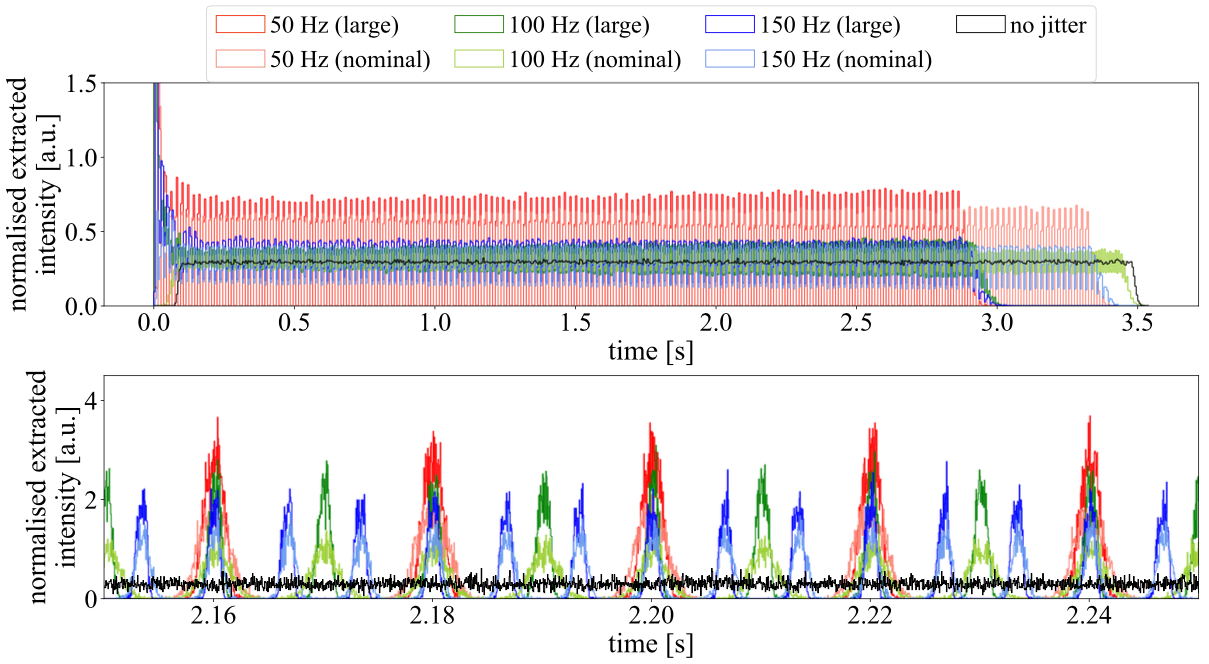 50 Hz (large) 100 Hz (large) 150 Hz (large) no jitter
50 Hz (nominal) 100 Hz (nominal) 150 Hz (nominal)
normalised extracted
intensity [a.u.]
1.5
1.0
0.5
0.0
0.0 0.5 1.0 1.5 2.0 2.5 3.0 3.5
time [s]
normalised extracted
intensity [a.u.]
4
2
0
2.16 2.18 2.20 2.22 2.24
time [s]